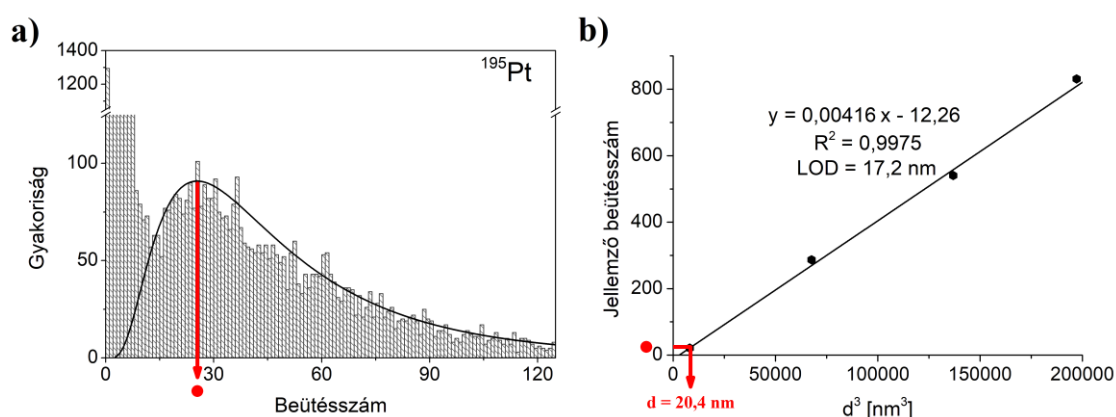 a)
1400
1300
1200
100
50
0
0
30
60
90
120
Gyakoriság
Beütésszám
¹⁹⁵Pt
b)
800
600
400
200
0
0
50000
100000
150000
200000
Jellemző beütésszám
d³ [nm³]
y = 0,00416 x - 12,26
R² = 0,9975
LOD = 17,2 nm
d = 20,4 nm